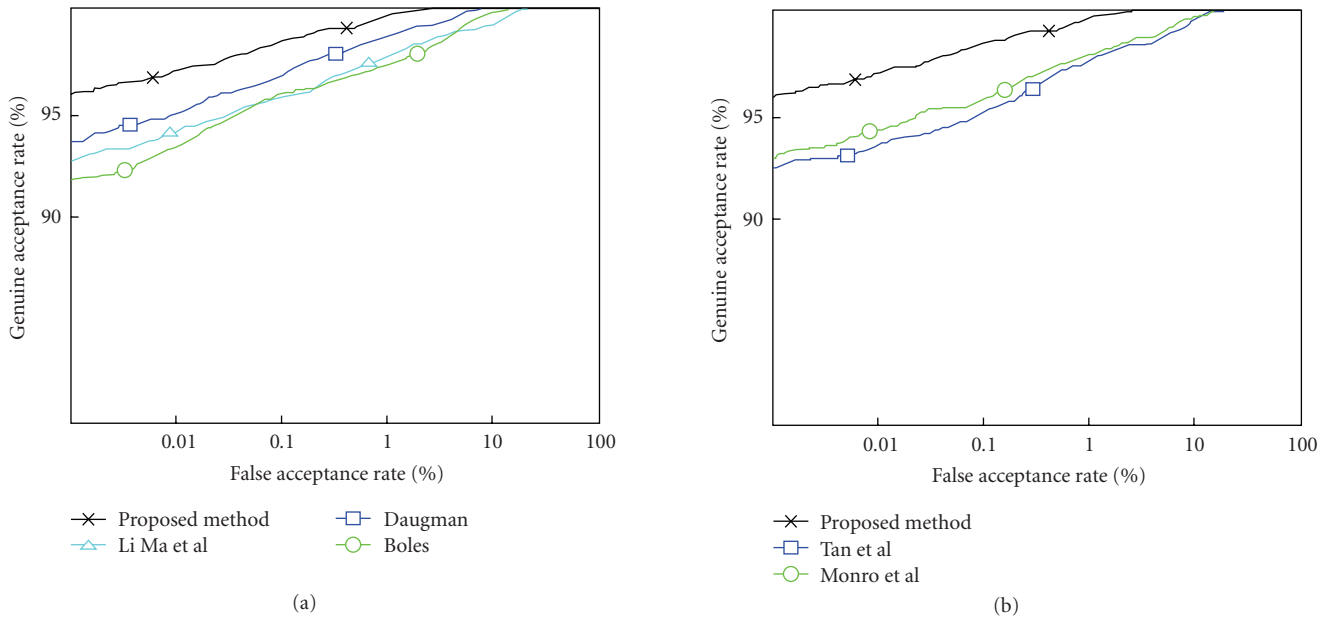 95
90
Genuine acceptance rate (%)
0.01 0.1 1 10 100
False acceptance rate (%)
Proposed method Daugman
Li Ma et al Boles
(a)
95
90
Genuine acceptance rate (%)
0.01 0.1 1 10 100
False acceptance rate (%)
Proposed method
Tan et al
Monro et al
(b)